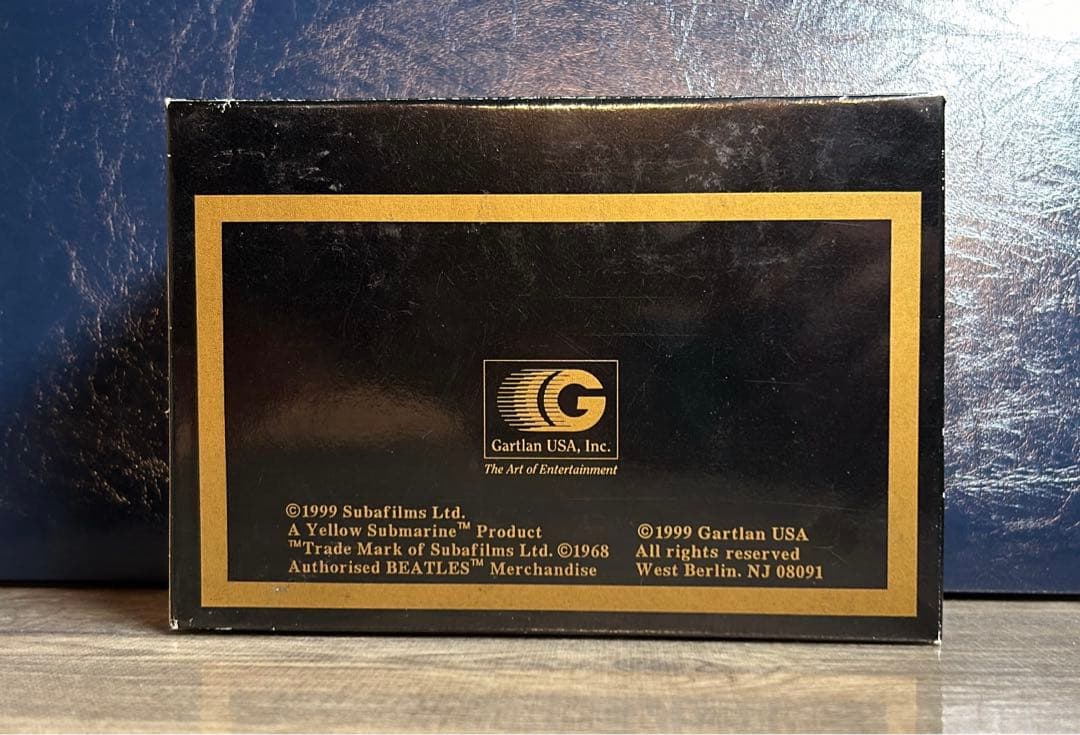 G
Gartlan USA, Inc.
The Art of Entertainment
©1999 Subafilms Ltd.
A Yellow Submarine™ Product
™Trade Mark of Subafilms Ltd. ©1968
Authorised BEATLES™ Merchandise
©1999 Gartlan USA
All rights reserved
West Berlin. NJ 08091